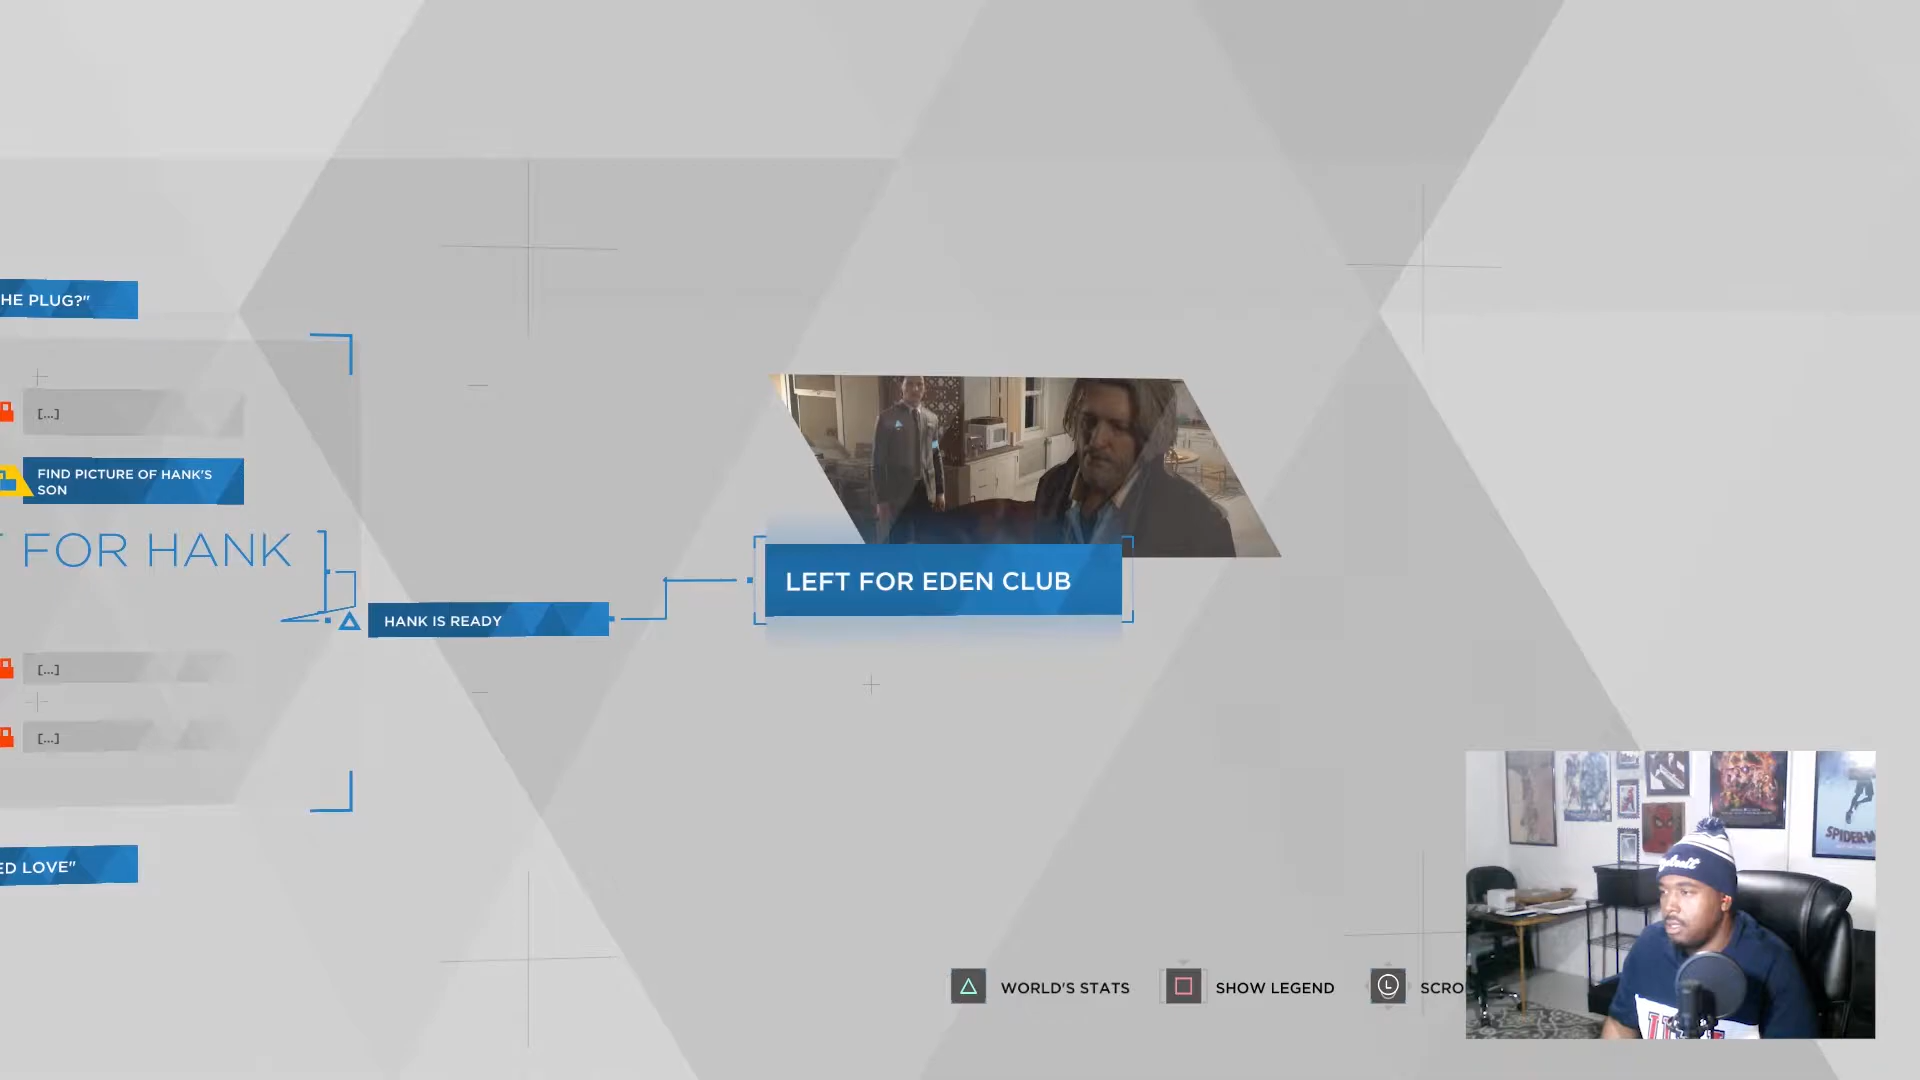 HE PLUG?"
[...]
FIND PICTURE OF HANK'S
SON
T FOR HANK
HANK IS READY
LEFT FOR EDEN CLUB
[...]
[...]
ED LOVE"
WORLD'S STATS
SHOW LEGEND
L
SCRO
SPIDER